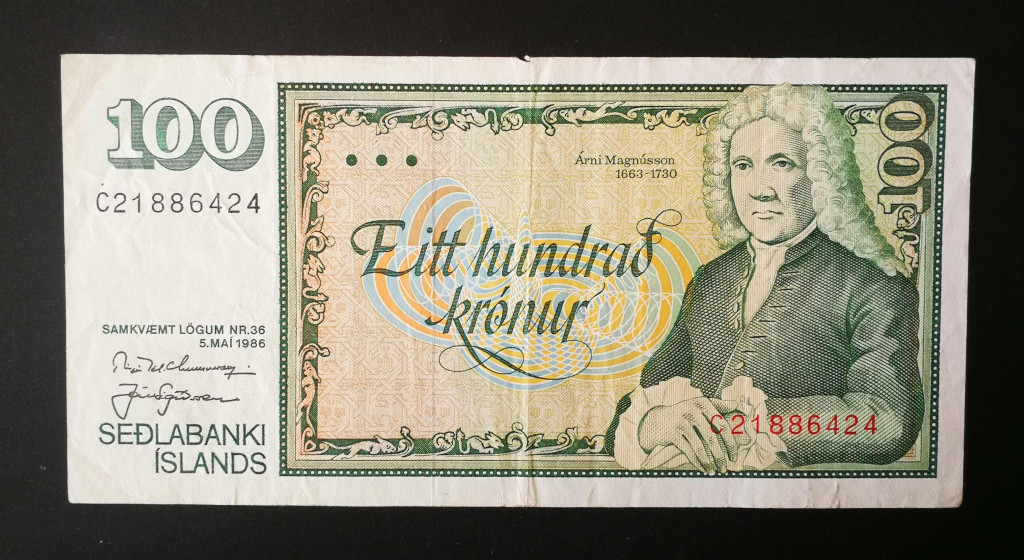 100
C21886424
SAMKVÆMT LÖGUM NR.36
5.MAÍ 1986
SEÐLABANKI
ÍSLANDS
Árni Magnússon
1663-1730
Eitt hundrað
krónur
100
C21886424